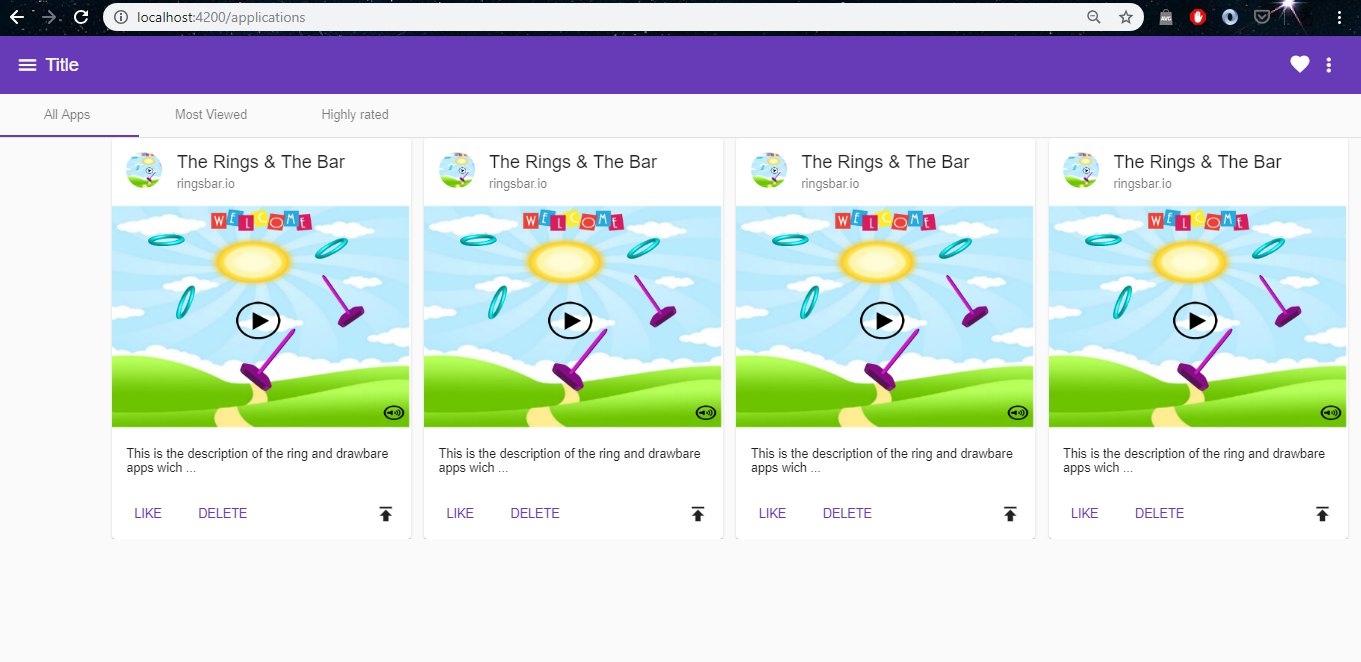 localhost:4200/applications
AVG
Title
All Apps Most Viewed Highly rated
The Rings & The Bar
ringsbar.io
WELCOME
This is the description of the ring and drawbare
apps wich ...
LIKE DELETE
The Rings & The Bar
ringsbar.io
WELCOME
This is the description of the ring and drawbare
apps wich ...
LIKE DELETE
The Rings & The Bar
ringsbar.io
WELCOME
This is the description of the ring and drawbare
apps wich ...
LIKE DELETE
The Rings & The Bar
ringsbar.io
WELCOME
This is the description of the ring and drawbare
apps wich ...
LIKE DELETE